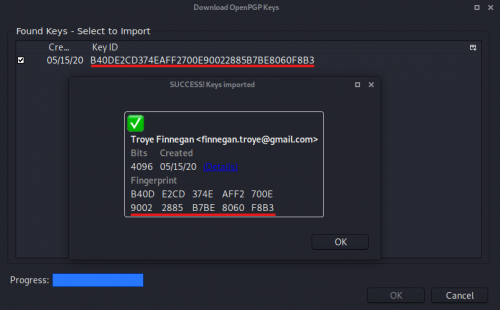 Download OpenPGP Keys
Found Keys - Select to Import
Cre... Key ID
05/15/20 B40DE2CD374EAFF2700E90022885B7BE8060F8B3
SUCCESS! Keys imported
Troye Finnegan <finnegan.troye@gmail.com>
Bits Created
4096 05/15/20
Fingerprint
B40D E2CD 374E AFF2 700E
9002 2885 B7BE 8060 F8B3
OK
Progress:
OK Cancel